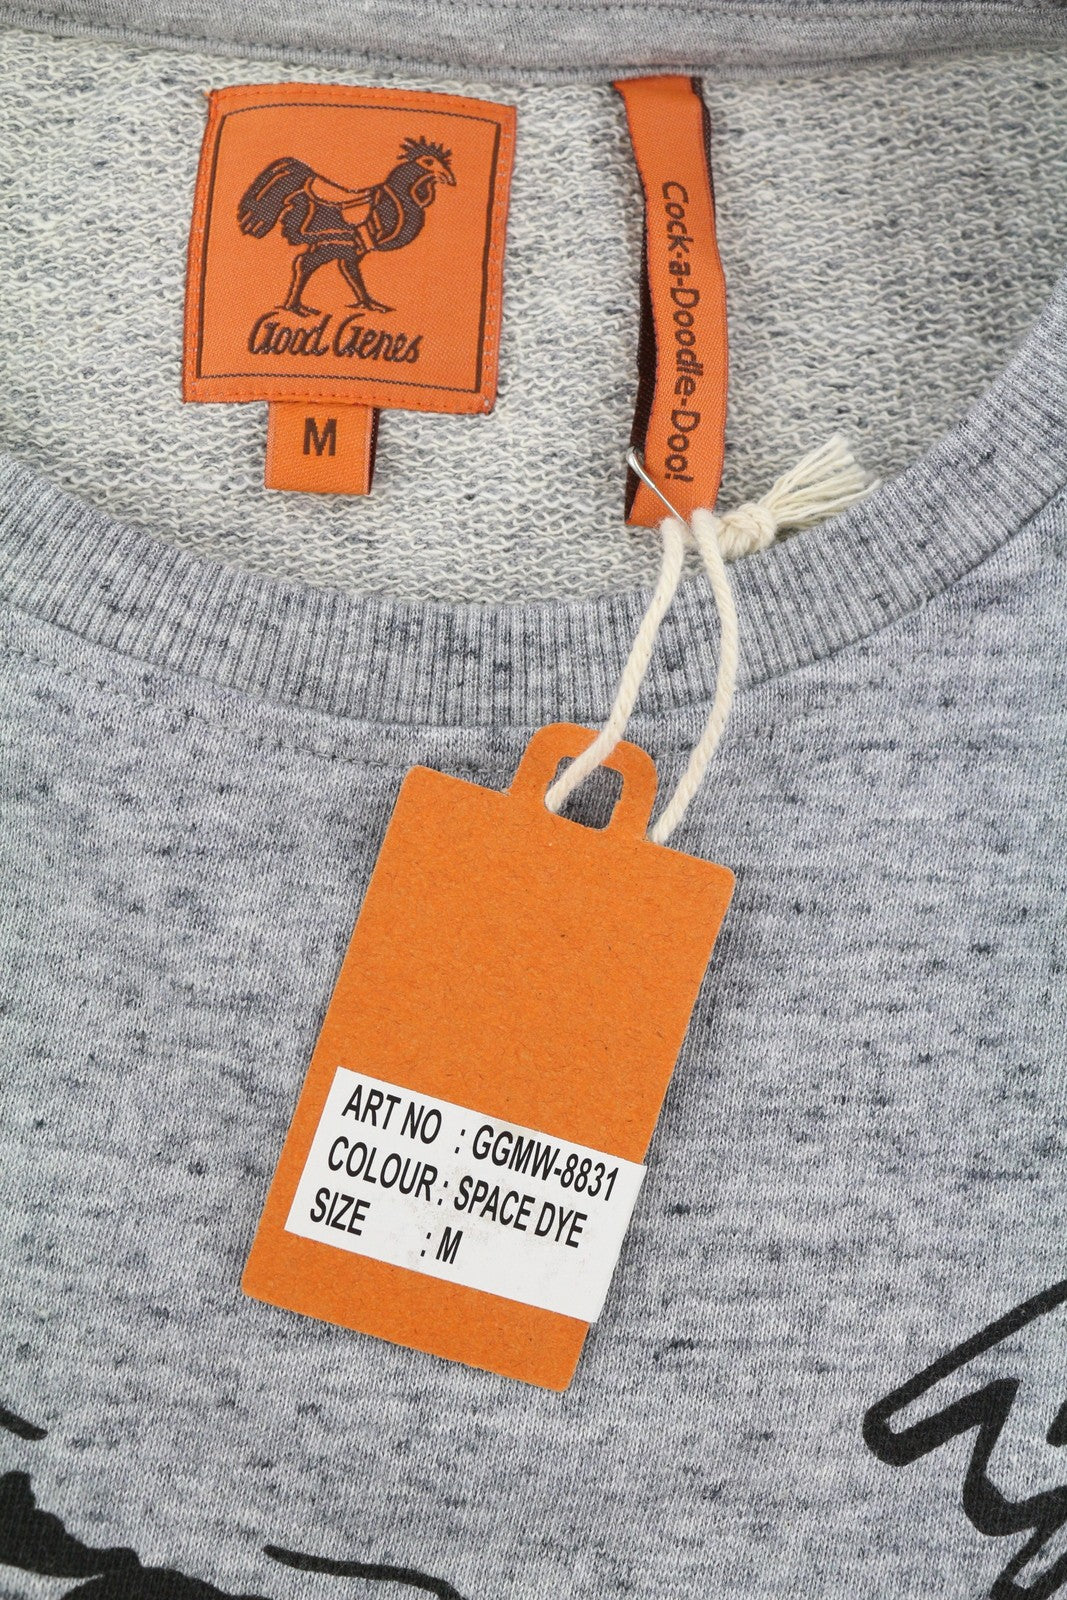 Good Genes
M
Cock-a-Doodle-Doo!
ART NO : GGMW-8831
COLOUR : SPACE DYE
SIZE : M